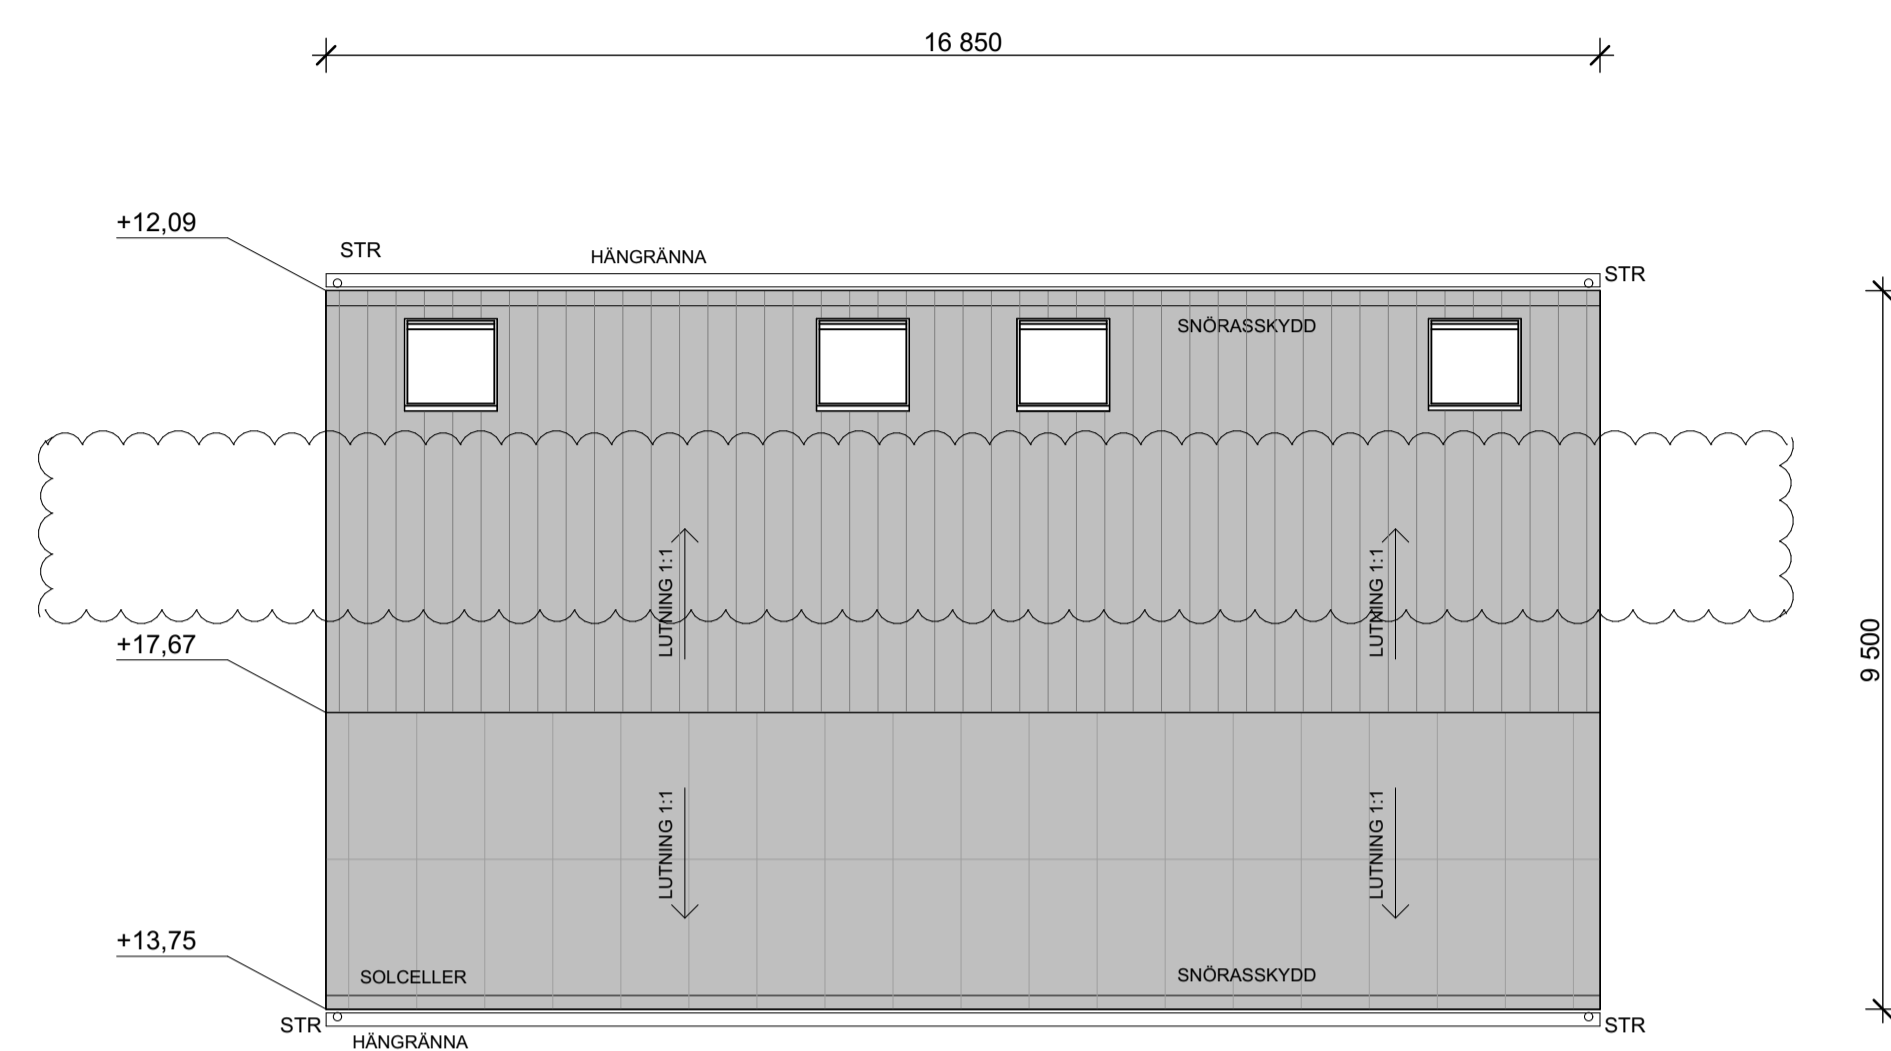 16 850
+12,09
STR
HÄNGRÄNNA
STR
SNÖRASSKYDD
LUTNING 1:1
LUTNING 1:1
+17,67
9 500
LUTNING 1:1
LUTNING 1:1
+13,75
SOLCELLER
SNÖRASSKYDD
STR
HÄNGRÄNNA
STR